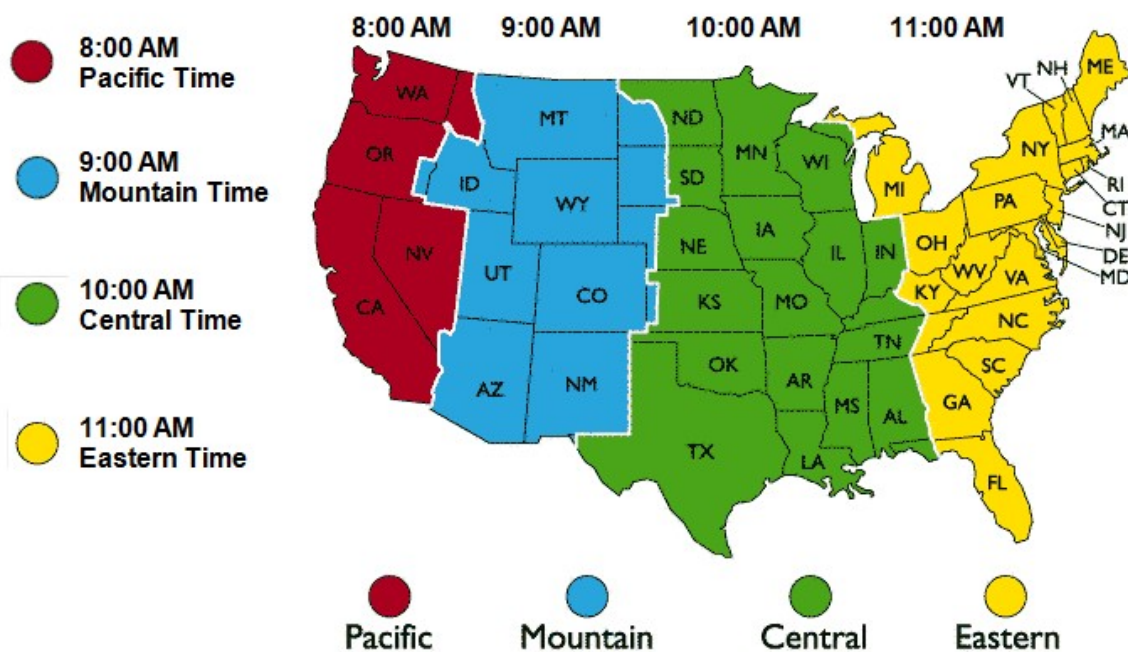 8:00 AM 9:00 AM 10:00 AM 11:00 AM
8:00 AM
Pacific Time
9:00 AM
Mountain Time
10:00 AM
Central Time
11:00 AM
Eastern Time
WA
OR
CA
NV
ID
MT
WY
UT
CO
AZ
NM
ND
SD
NE
KS
OK
TX
MN
IA
MO
AR
LA
WI
IL
IN
TN
MS
AL
MI
OH
KY
WV
VA
NC
SC
GA
FL
PA
NY
VT
NH
ME
MA
RI
CT
NJ
DE
MD
Pacific Mountain Central Eastern